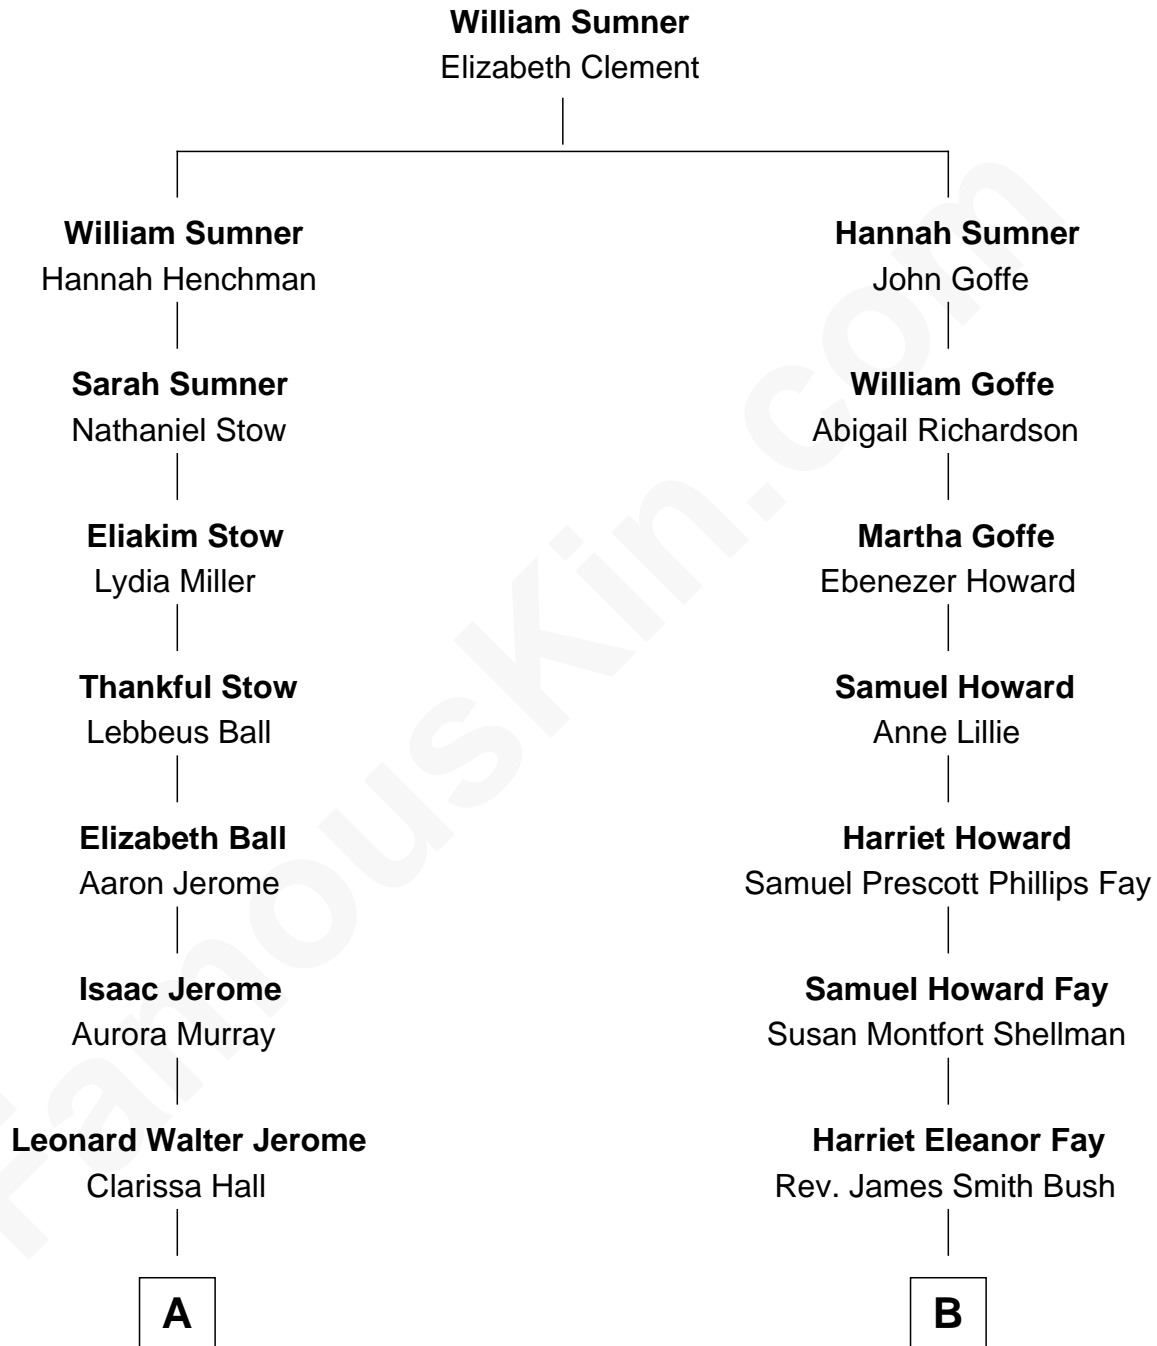 William Sumner
Elizabeth Clement
William Sumner
Hannah Henchman
Sarah Sumner
Nathaniel Stow
Eliakim Stow
Lydia Miller
Thankful Stow
Lebbeus Ball
Elizabeth Ball
Aaron Jerome
Isaac Jerome
Aurora Murray
Leonard Walter Jerome
Clarissa Hall
A
Hannah Sumner
John Goffe
William Goffe
Abigail Richardson
Martha Goffe
Ebenezer Howard
Samuel Howard
Anne Lillie
Harriet Howard
Samuel Prescott Phillips Fay
Samuel Howard Fay
Susan Montfort Shellman
Harriet Eleanor Fay
Rev. James Smith Bush
B
FamousKin.com